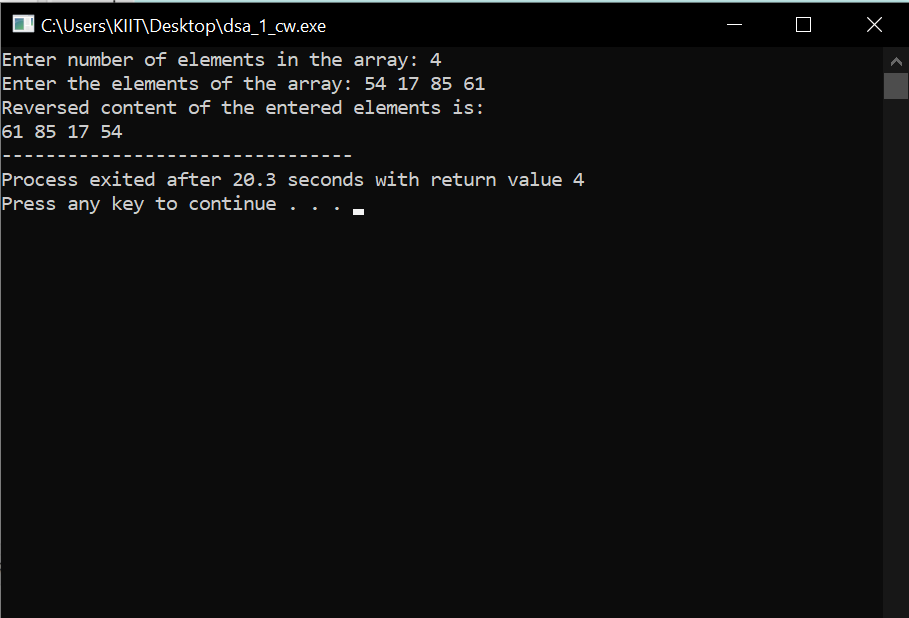 C:\Users\KIIT\Desktop\dsa_1_cw.exe
Enter number of elements in the array: 4
Enter the elements of the array: 54 17 85 61
Reversed content of the entered elements is:
61 85 17 54
--------------------------------
Process exited after 20.3 seconds with return value 4
Press any key to continue . . .